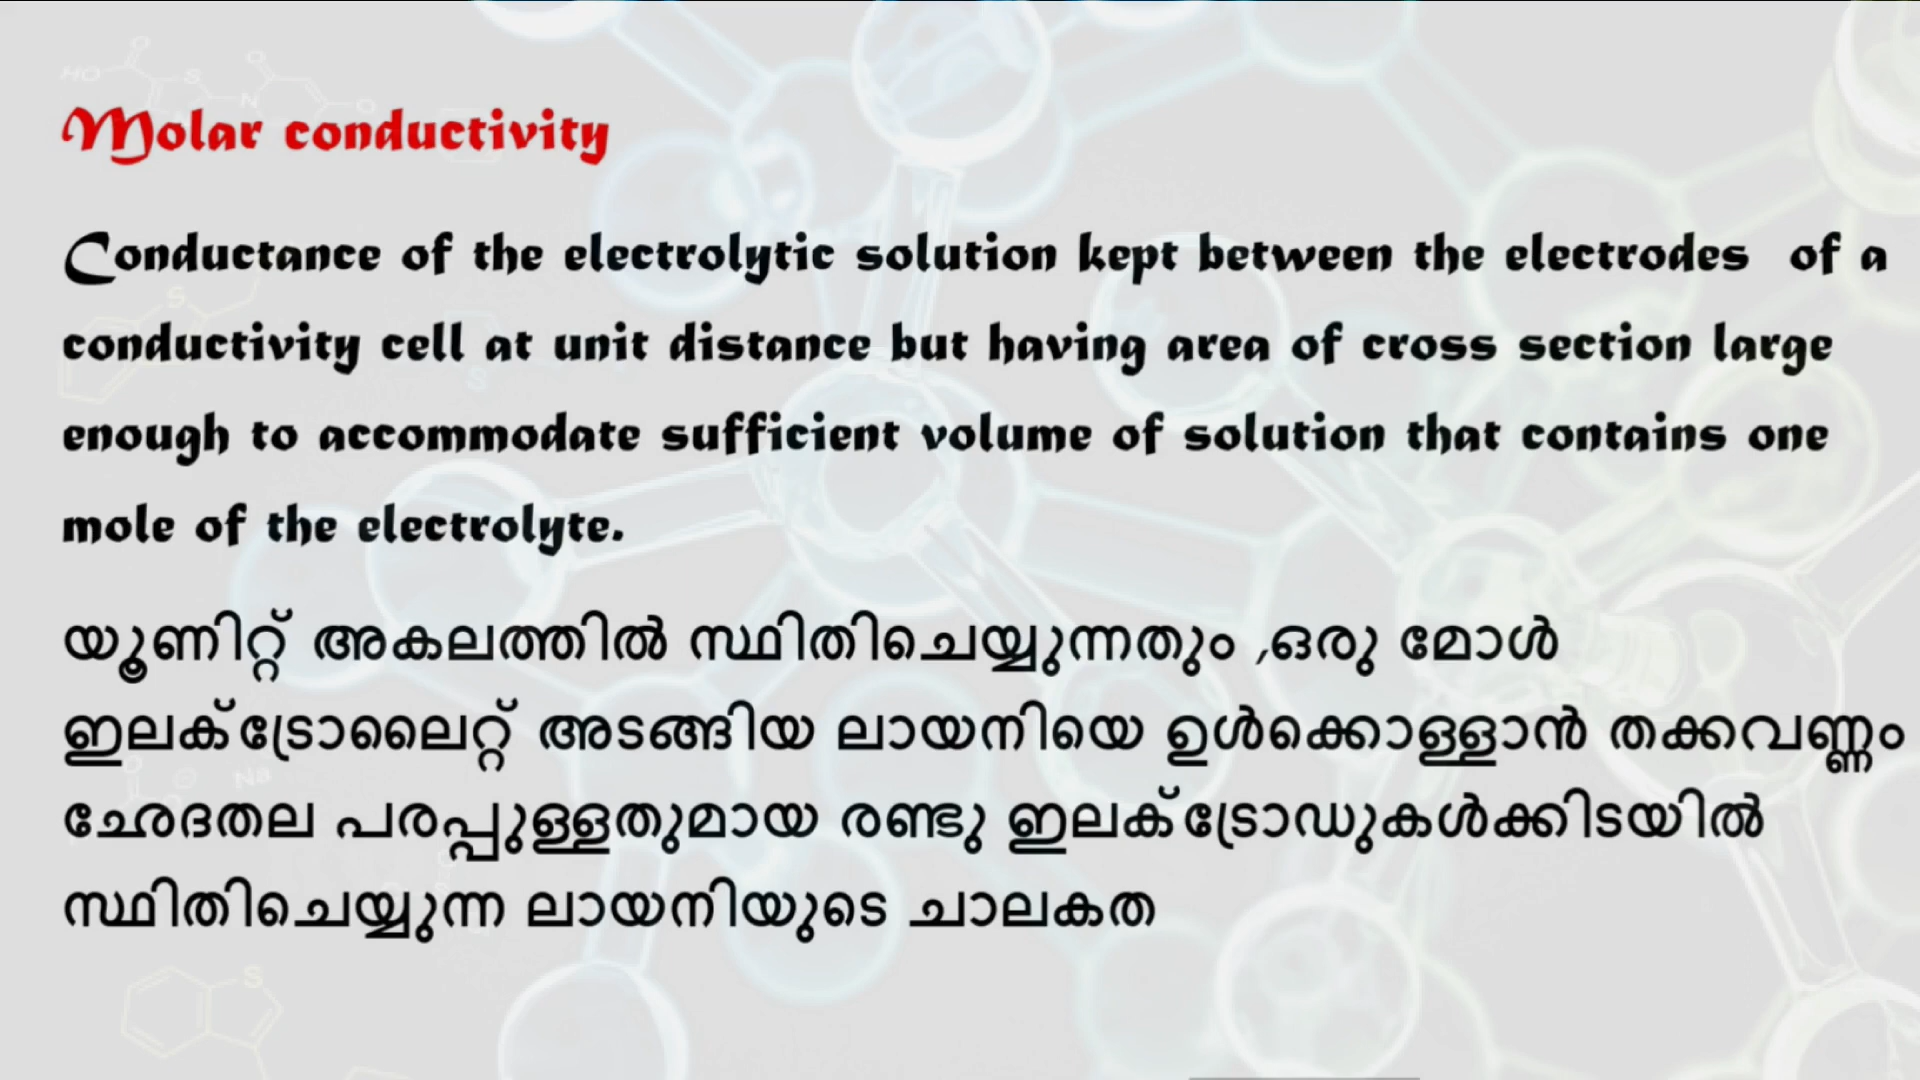 Molar conductivity
Conductance of the electrolytic solution kept between the electrodes of a
conductivity cell at unit distance but having area of cross section large
enough to accommodate sufficient volume of solution that contains one
mole of the electrolyte.
യൂണിറ്റ് അകലത്തിൽ സ്ഥിതിചെയ്യുന്നതും ,ഒരു മോൾ
ഇലക്ട്രോലൈറ്റ് അടങ്ങിയ ലായനിയെ ഉൾക്കൊള്ളാൻ തക്കവണ്ണം
ഛേദതല പരപ്പുള്ളതുമായ രണ്ടു ഇലക്ട്രോഡുകൾക്കിടയിൽ
സ്ഥിതിചെയ്യുന്ന ലായനിയുടെ ചാലകത